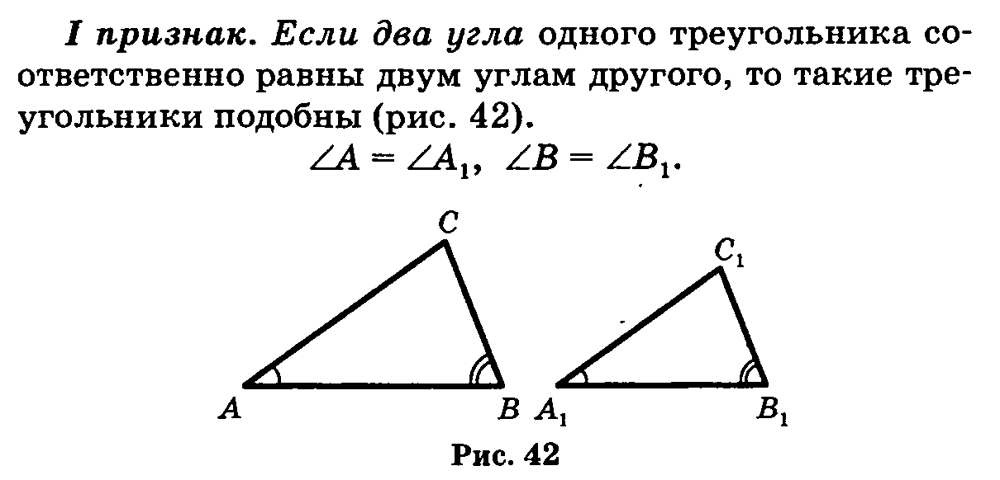 I признак. Если два угла одного треугольника со-
ответственно равны двум углам другого, то такие тре-
угольники подобны (рис. 42).
∠A = ∠A₁, ∠B = ∠B₁.
C
C₁
A
B
A₁
B₁
Рис. 42